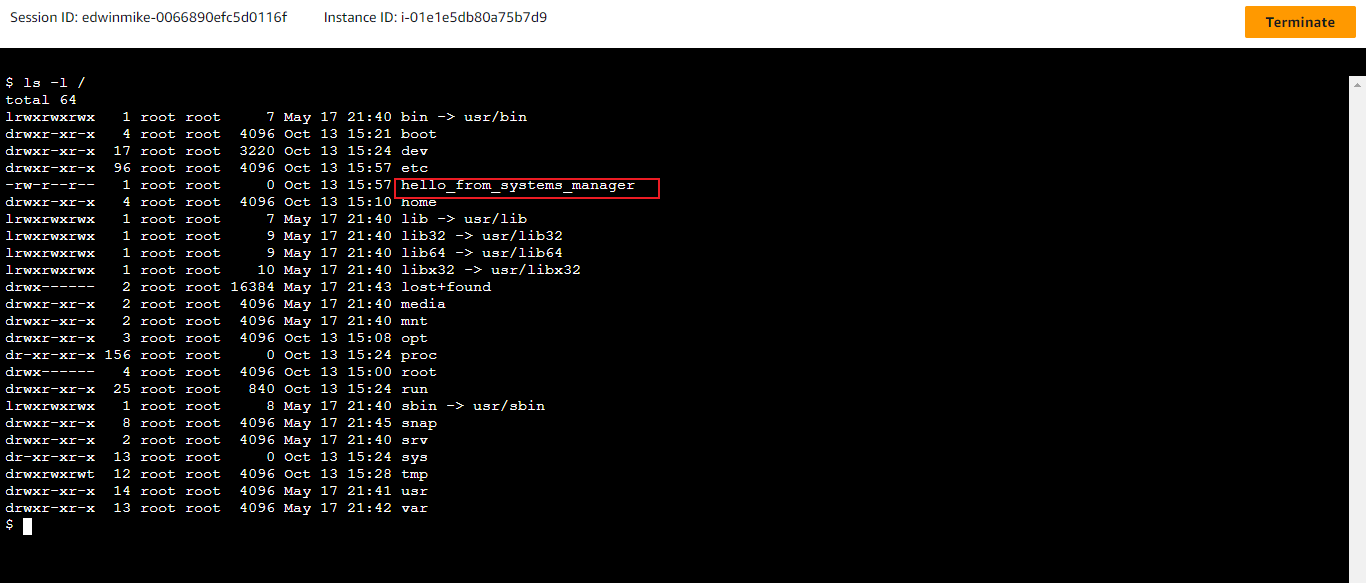 Session ID: edwinmike-0066890efc5d0116f Instance ID: i-01e1e5db80a75b7d9 Terminate
$ ls -l /
total 64
lrwxrwxrwx   1 root root     7 May 17 21:40 bin -> usr/bin
drwxr-xr-x   4 root root  4096 Oct 13 15:21 boot
drwxr-xr-x  17 root root  3220 Oct 13 15:24 dev
drwxr-xr-x  96 root root  4096 Oct 13 15:57 etc
-rw-r--r--   1 root root     0 Oct 13 15:57 hello_from_systems_manager
drwxr-xr-x   4 root root  4096 Oct 13 15:10 home
lrwxrwxrwx   1 root root     7 May 17 21:40 lib -> usr/lib
lrwxrwxrwx   1 root root     9 May 17 21:40 lib32 -> usr/lib32
lrwxrwxrwx   1 root root     9 May 17 21:40 lib64 -> usr/lib64
lrwxrwxrwx   1 root root    10 May 17 21:40 libx32 -> usr/libx32
drwx------   2 root root 16384 May 17 21:43 lost+found
drwxr-xr-x   2 root root  4096 May 17 21:40 media
drwxr-xr-x   2 root root  4096 May 17 21:40 mnt
drwxr-xr-x   3 root root  4096 Oct 13 15:08 opt
dr-xr-xr-x 156 root root     0 Oct 13 15:24 proc
drwx------   4 root root  4096 Oct 13 15:00 root
drwxr-xr-x  25 root root   840 Oct 13 15:24 run
lrwxrwxrwx   1 root root     8 May 17 21:40 sbin -> usr/sbin
drwxr-xr-x   8 root root  4096 May 17 21:45 snap
drwxr-xr-x   2 root root  4096 May 17 21:40 srv
dr-xr-xr-x  13 root root     0 Oct 13 15:24 sys
drwxrwxrwt  12 root root  4096 Oct 13 15:28 tmp
drwxr-xr-x  14 root root  4096 May 17 21:41 usr
drwxr-xr-x  13 root root  4096 May 17 21:42 var
$